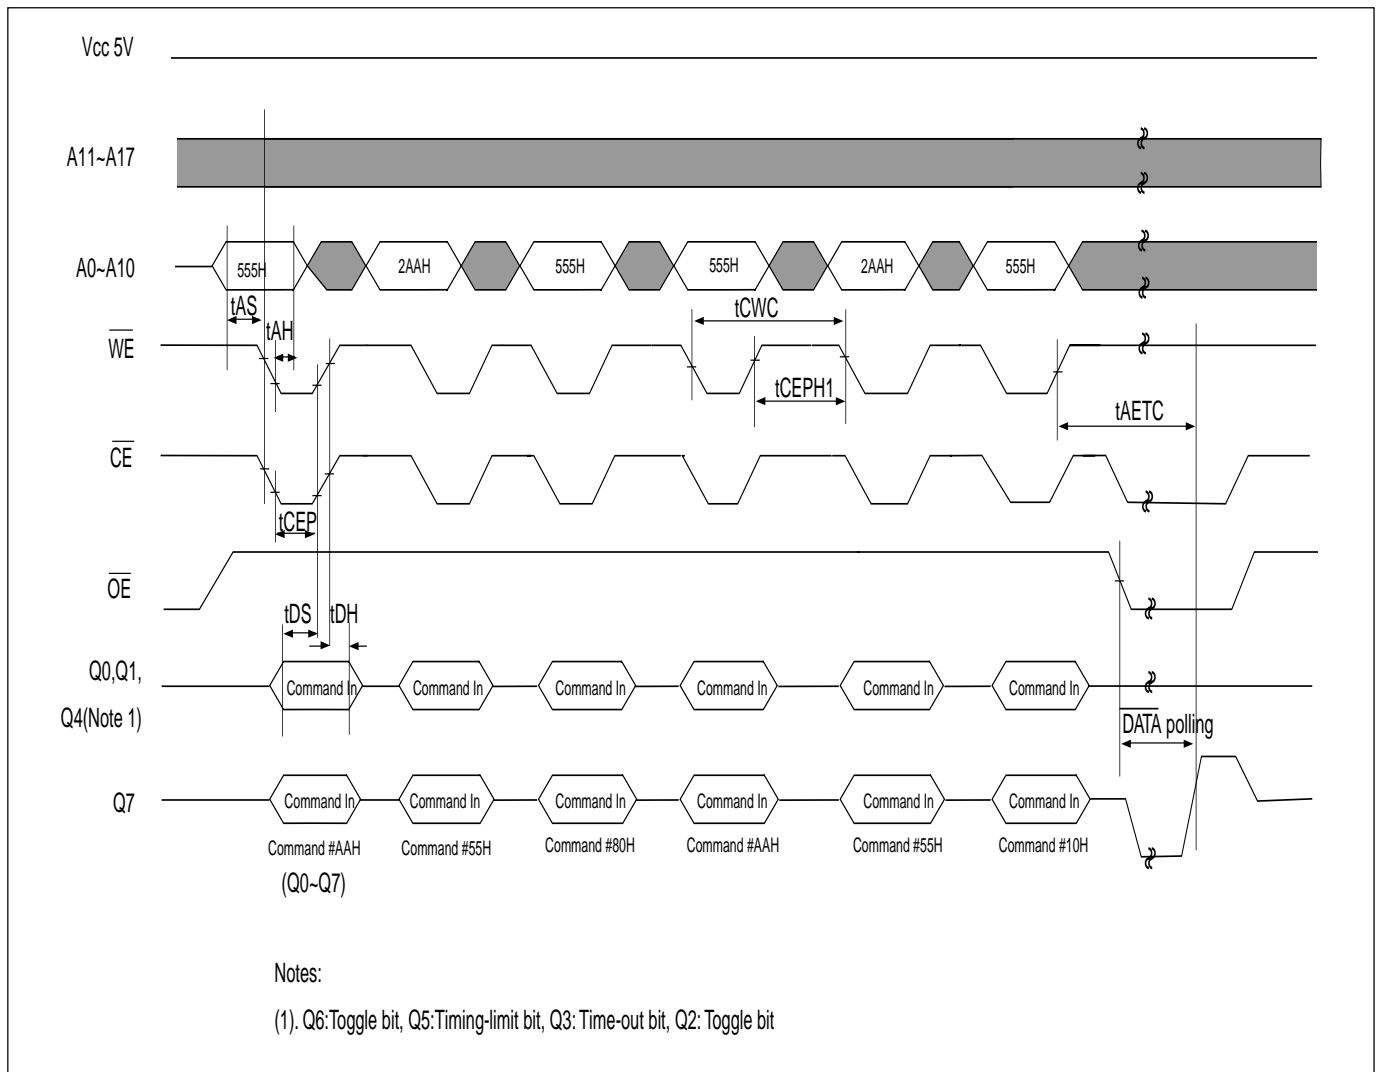 Vcc 5V
A11~A17
A0~A10
555H
2AAH
555H
555H
2AAH
555H
tAS
tAH
tCWC
WE
tCEPH1
tAETC
CE
tCEP
OE
tDS
tDH
Q0,Q1,
Q4(Note 1)
Command In
Command In
Command In
Command In
Command In
Command In
DATA polling
Q7
Command In
Command In
Command In
Command In
Command In
Command In
Command #AAH
Command #55H
Command #80H
Command #AAH
Command #55H
Command #10H
(Q0~Q7)
Notes:
(1). Q6:Toggle bit, Q5:Timing-limit bit, Q3: Time-out bit, Q2: Toggle bit